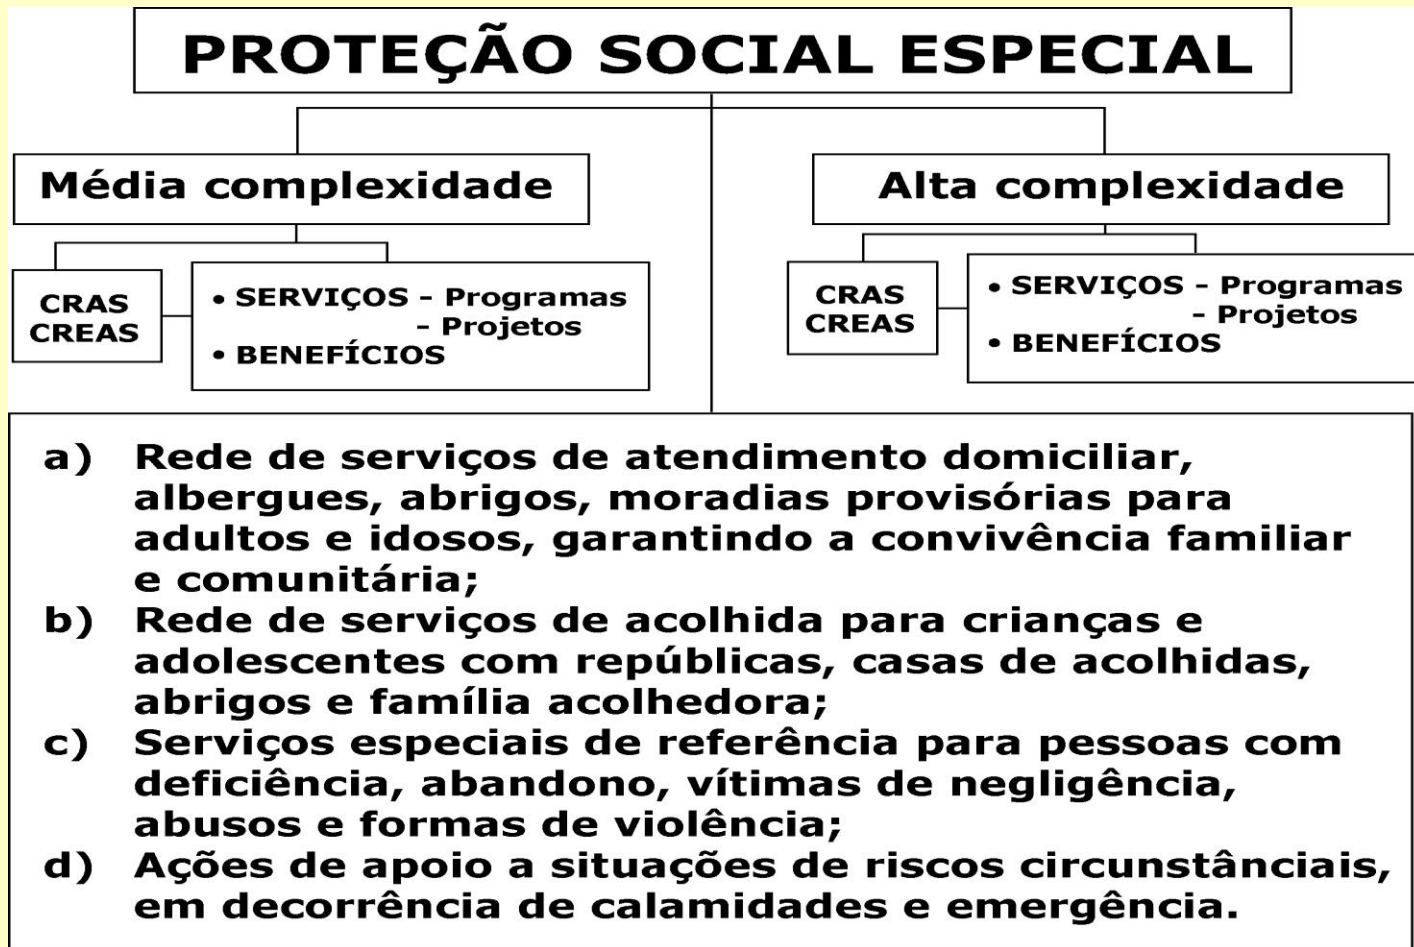 PROTEÇÃO SOCIAL ESPECIAL
Média complexidade
Alta complexidade
CRAS
CREAS
• SERVIÇOS - Programas
- Projetos
• BENEFÍCIOS
CRAS
CREAS
• SERVIÇOS - Programas
- Projetos
• BENEFÍCIOS
a) Rede de serviços de atendimento domiciliar,
albergues, abrigos, moradias provisórias para
adultos e idosos, garantindo a convivência familiar
e comunitária;
b) Rede de serviços de acolhida para crianças e
adolescentes com repúblicas, casas de acolhidas,
abrigos e família acolhedora;
c) Serviços especiais de referência para pessoas com
deficiência, abandono, vítimas de negligência,
abusos e formas de violência;
d) Ações de apoio a situações de riscos circunstânciais,
em decorrência de calamidades e emergência.